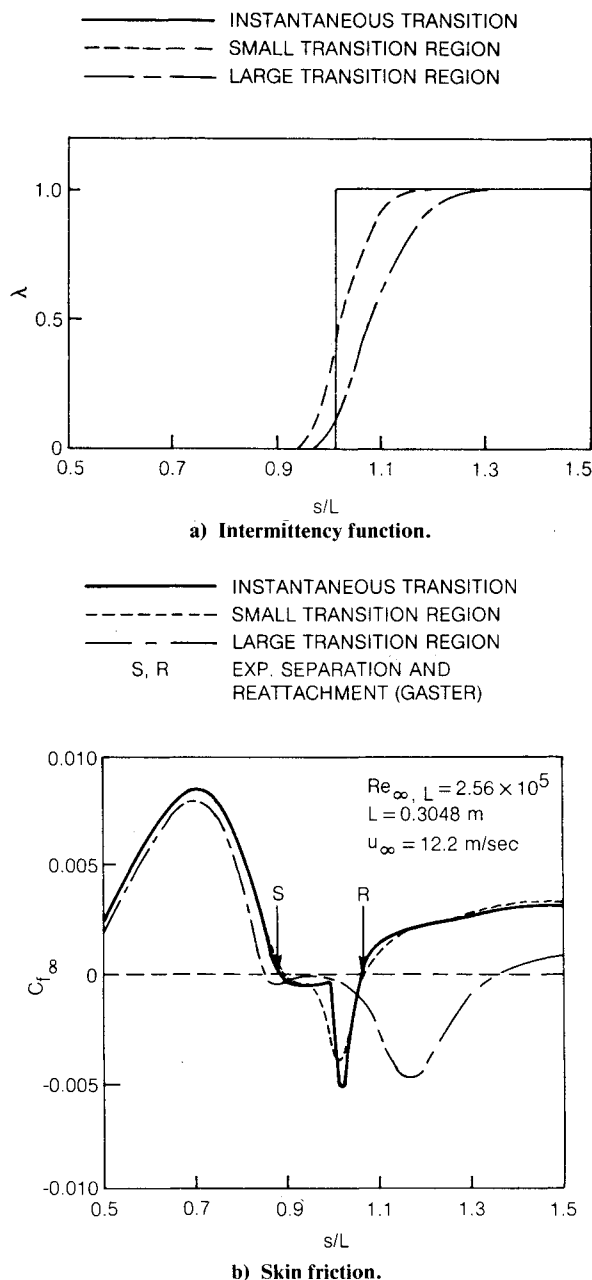 INSTANTANEOUS TRANSITION
SMALL TRANSITION REGION
LARGE TRANSITION REGION
1.0
λ
0.5
0
0.5 0.7 0.9 1.1 1.3 1.5
s/L
a) Intermittency function.
INSTANTANEOUS TRANSITION
SMALL TRANSITION REGION
LARGE TRANSITION REGION
S, R EXP. SEPARATION AND
REATTACHMENT (GASTER)
0.010
Re∞, L = 2.56 × 10⁵
L = 0.3048 m
u∞ = 12.2 m/sec
0.005
S R
Cf∞
0
-0.005
-0.010
0.5 0.7 0.9 1.1 1.3 1.5
s/L
b) Skin friction.